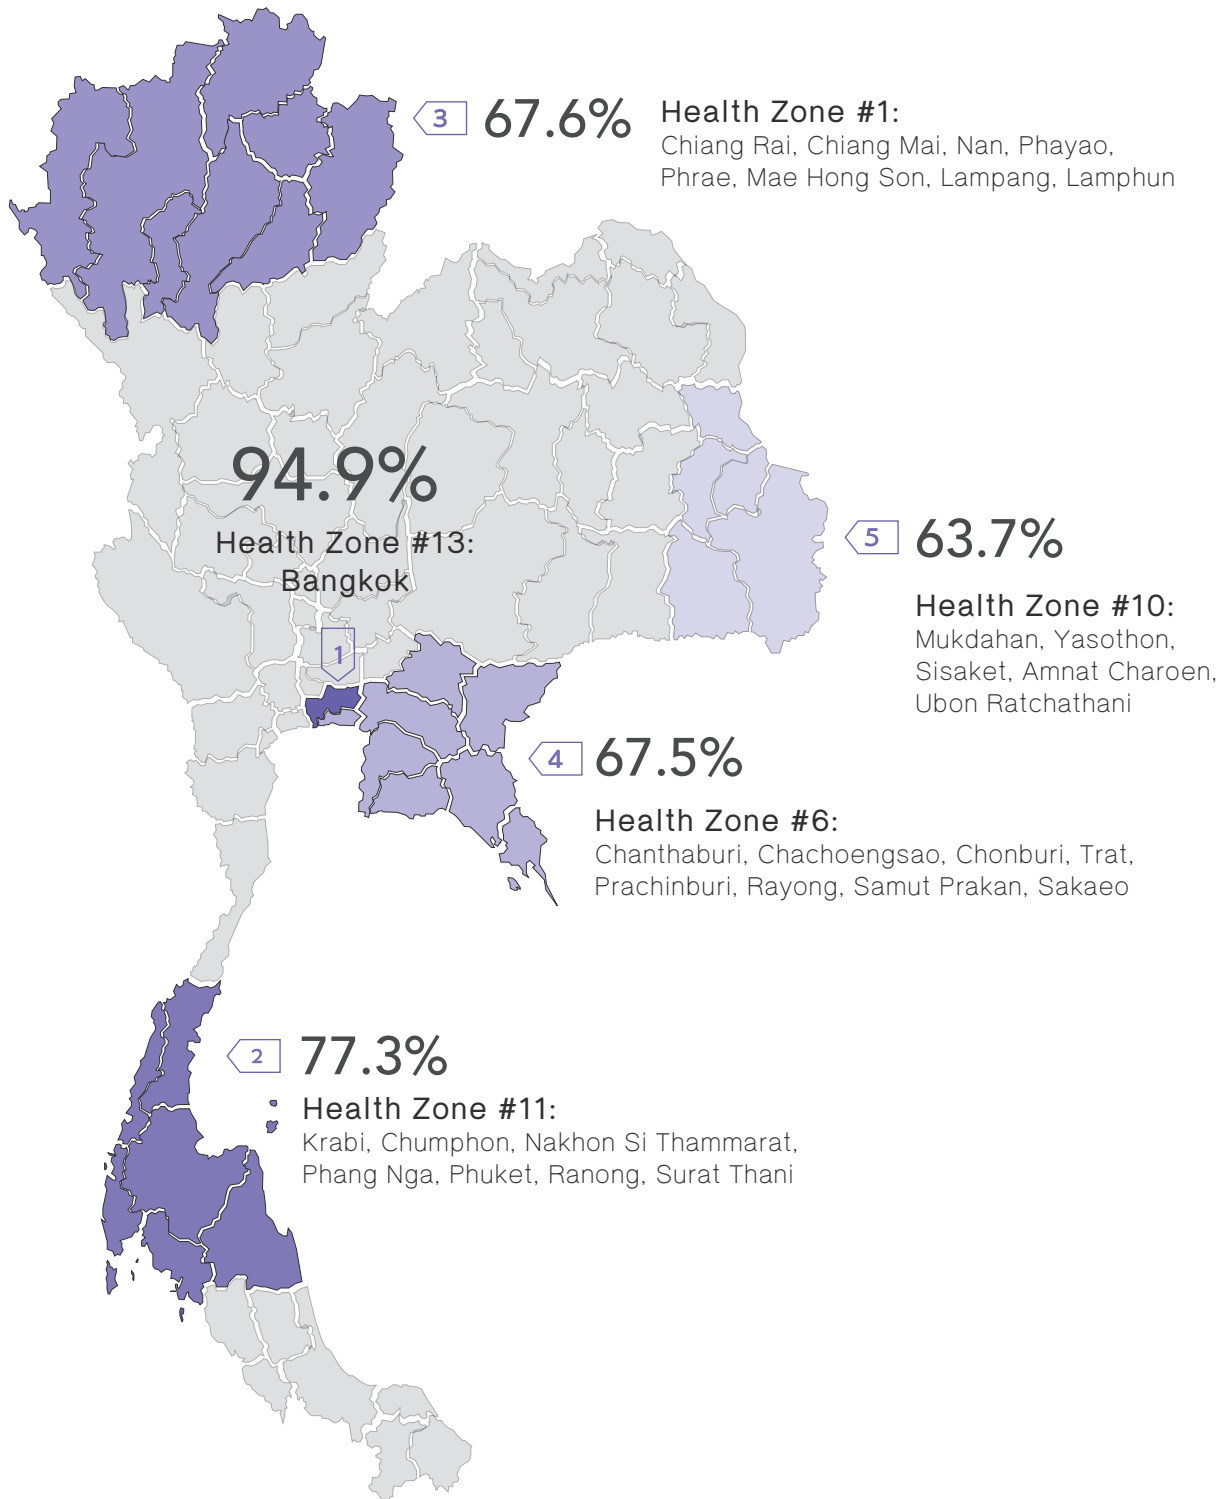 3
67.6%
Health Zone #1:
Chiang Rai, Chiang Mai, Nan, Phayao,
Phrae, Mae Hong Son, Lampang, Lamphun
94.9%
Health Zone #13:
Bangkok
1
5
63.7%
Health Zone #10:
Mukdahan, Yasothon,
Sisaket, Amnat Charoen,
Ubon Ratchathani
4
67.5%
Health Zone #6:
Chanthaburi, Chachoengsao, Chonburi, Trat,
Prachinburi, Rayong, Samut Prakan, Sakaeo
2
77.3%
Health Zone #11:
Krabi, Chumphon, Nakhon Si Thammarat,
Phang Nga, Phuket, Ranong, Surat Thani